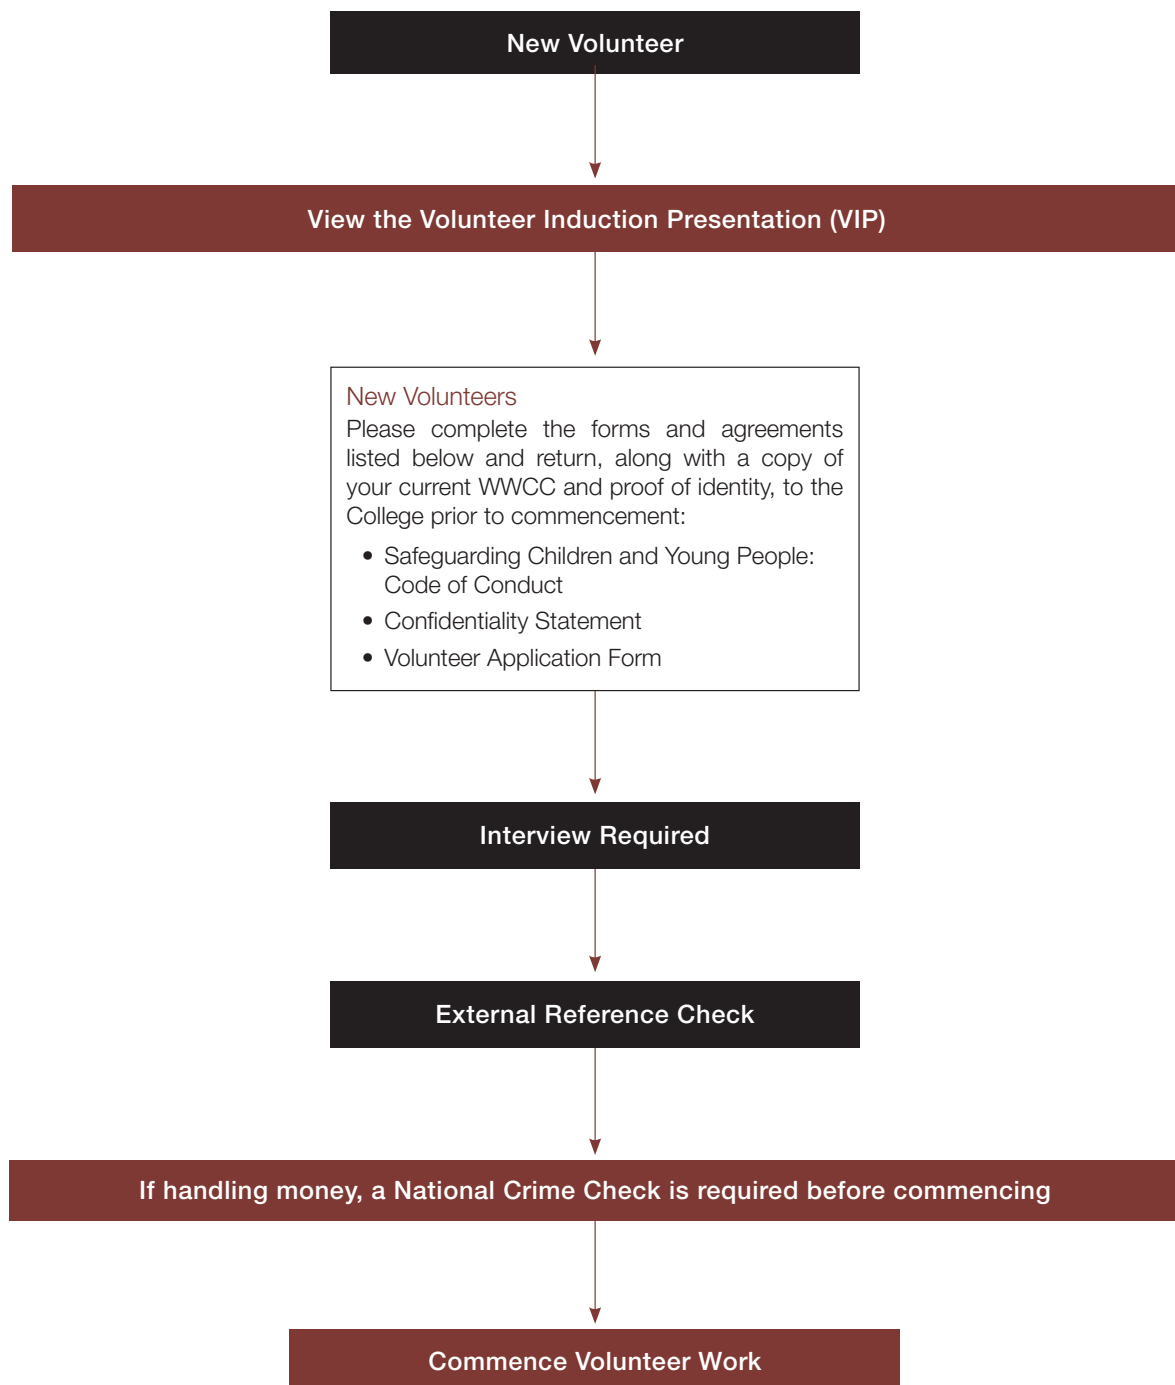 New Volunteer
View the Volunteer Induction Presentation (VIP)
New Volunteers
Please complete the forms and agreements
listed below and return, along with a copy of
your current WWCC and proof of identity, to the
College prior to commencement:
• Safeguarding Children and Young People:
Code of Conduct
• Confidentiality Statement
• Volunteer Application Form
Interview Required
External Reference Check
If handling money, a National Crime Check is required before commencing
Commence Volunteer Work